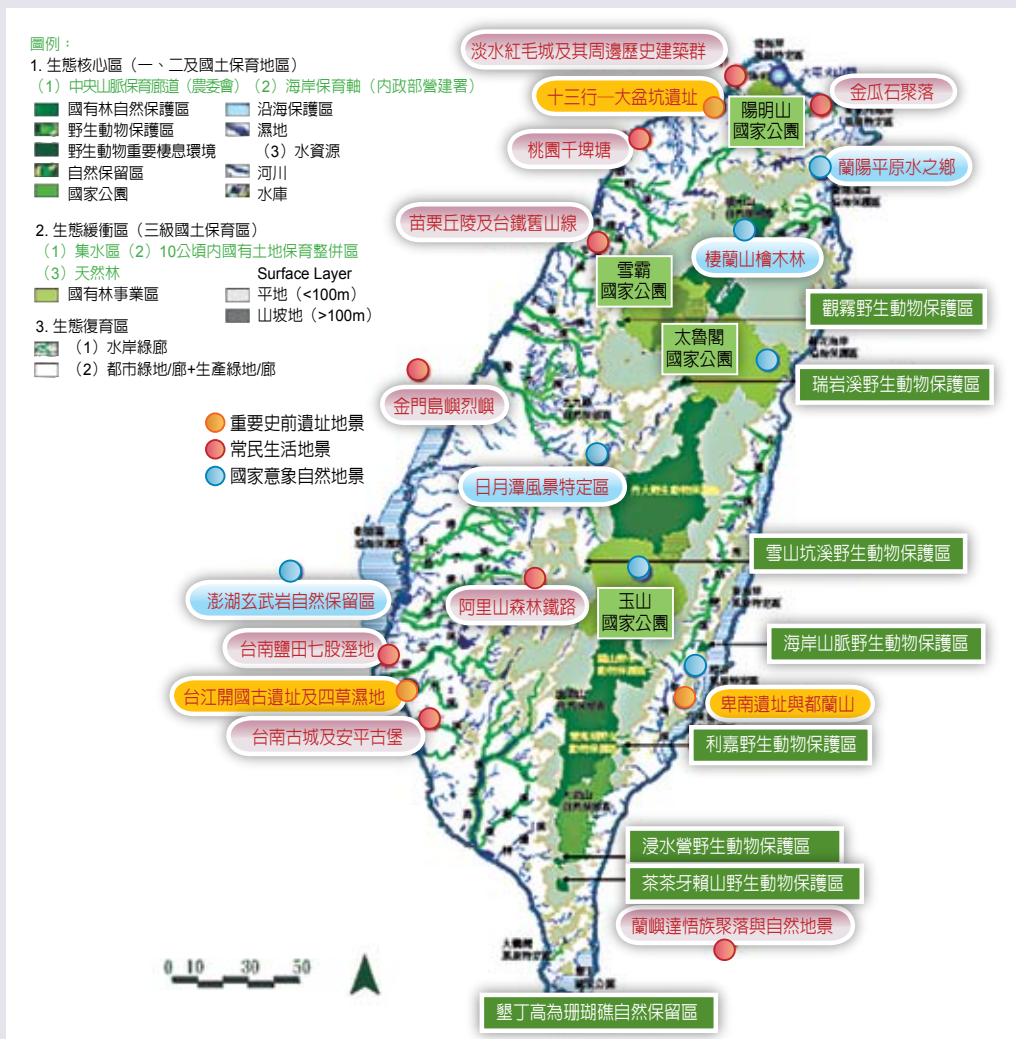 圖例：
1. 生態核心區（一、二及國土保育地區）
（1）中央山脈保育廊道（農委會）（2）海岸保育軸（內政部營建署）
國有林自然保護區
沿海保護區
野生動物保護區
濕地
野生動物重要棲息環境
（3）水資源
自然保留區
河川
國家公園
水庫
2. 生態緩衝區（三級國土保育區）
（1）集水區（2）10公頃內國有土地保育整併區
（3）天然林
Surface Layer
國有林事業區
平地（<100m）
山坡地（>100m）
3. 生態復育區
（1）水岸綠廊
（2）都市綠地/廊+生產綠地/廊
重要史前遺址地景
常民生活地景
國家意象自然地景
淡水紅毛城及其周邊歷史建築群
十三行—大盆坑遺址
陽明山
國家公園
金瓜石聚落
桃園千埤塘
蘭陽平原水之鄉
苗栗丘陵及台鐵舊山線
棲蘭山檜木林
雪霸
國家公園
觀霧野生動物保護區
太魯閣
國家公園
瑞岩溪野生動物保護區
金門島嶼烈嶼
日月潭風景特定區
雪山坑溪野生動物保護區
澎湖玄武岩自然保留區
阿里山森林鐵路
玉山
國家公園
台南鹽田七股溼地
海岸山脈野生動物保護區
台江開國古遺址及四草濕地
卑南遺址與都蘭山
台南古城及安平古堡
利嘉野生動物保護區
浸水營野生動物保護區
茶茶牙賴山野生動物保護區
蘭嶼達悟族聚落與自然地景
0 10 30 50
墾丁高為珊瑚礁自然保留區